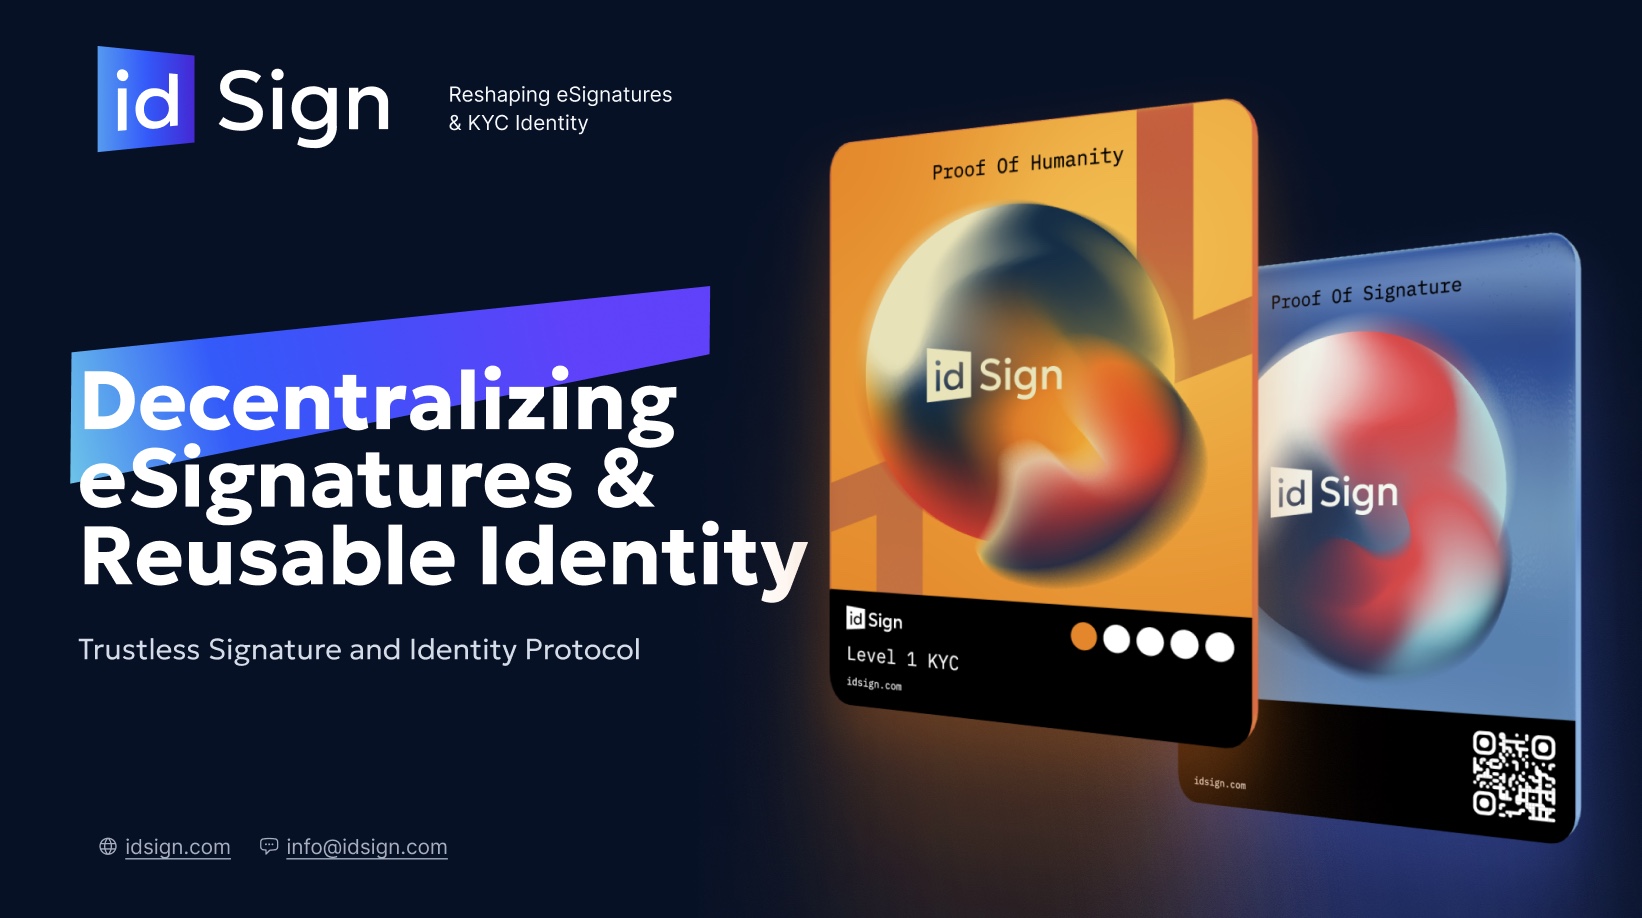 id Sign
Reshaping eSignatures
& KYC Identity
Decentralizing
eSignatures &
Reusable Identity
Trustless Signature and Identity Protocol
idsign.com
info@idsign.com
Proof Of Humanity
id Sign
id Sign
Level 1 KYC
idsign.com
Proof Of Signature
id Sign
idsign.com